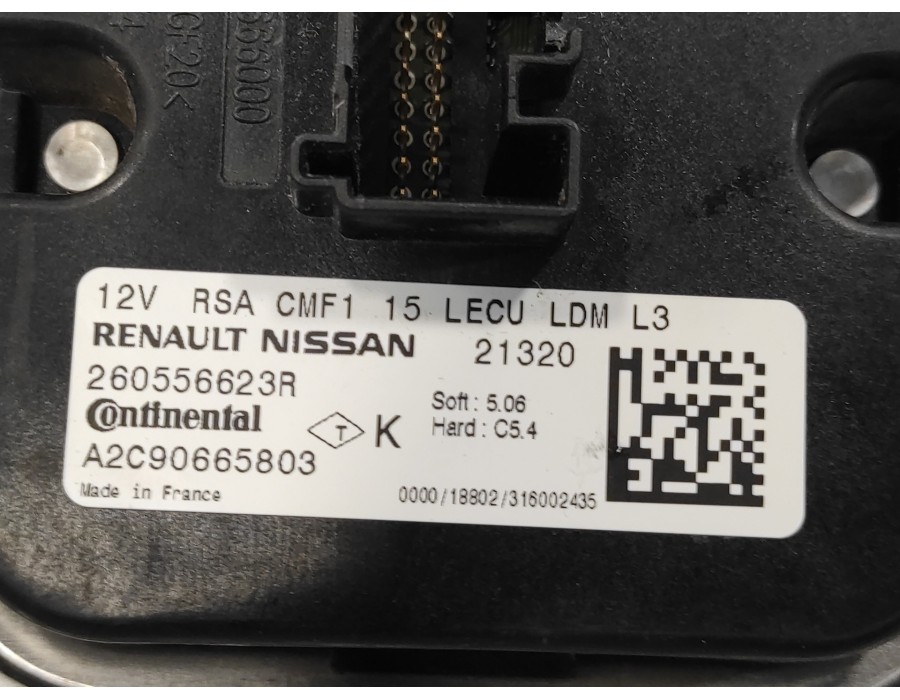 12V RSA CMF1 15 LECU LDM L3
RENAULT NISSAN
21320
260556623R
Continental
Soft : 5.06
Hard : C5.4
T K
A2C90665803
Made in France
0000/18802/316002435